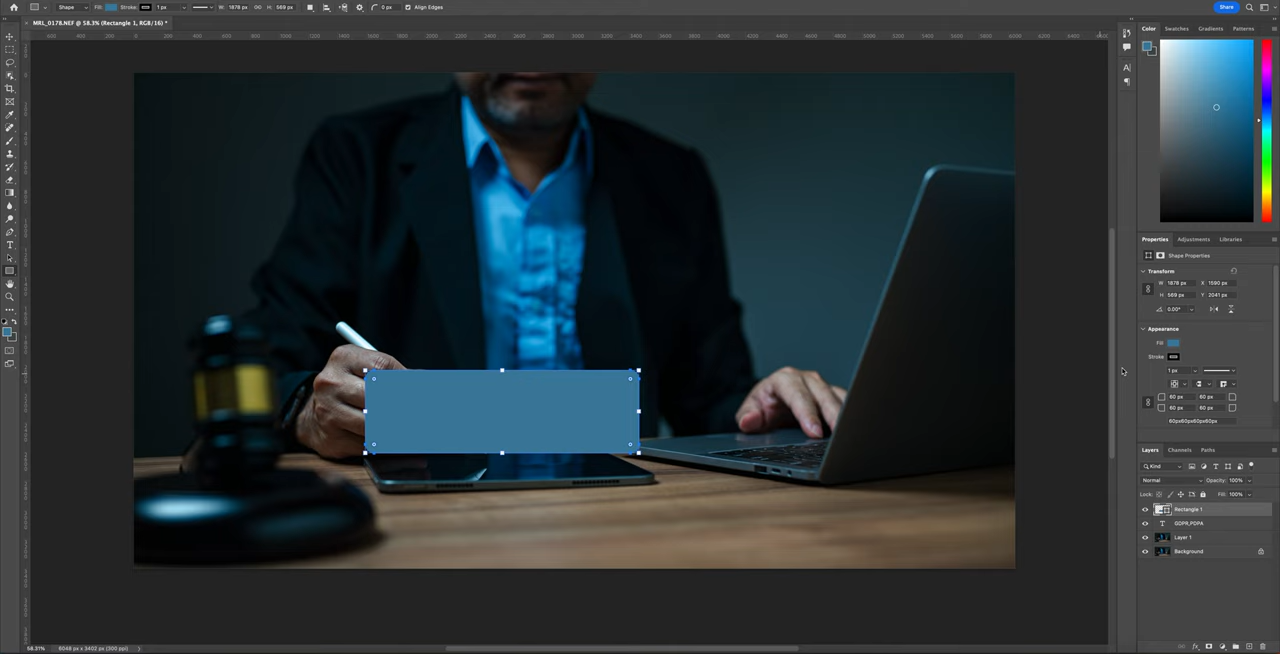 Shape Fill: Stroke: 1 px W: 1878 px H: 569 px 0 px Align Edges Share
MRL_0178.NEF @ 58.3% (Rectangle 1, RGB/16) *
Color Swatches Gradients Patterns
Properties Adjustments Libraries
Shape Properties
Transform
W 1878 px X 1590 px
H 569 px Y 2041 px
0.00°
Appearance
Fill
Stroke
1 px
60 px 60 px
60 px 60 px
60px60px60px60px
Layers Channels Paths
Kind
Normal Opacity: 100%
Lock: Fill: 100%
Rectangle 1
GDPR,PDPA
Layer 1
Background
58.31% 6048 px x 3402 px (300 ppi)